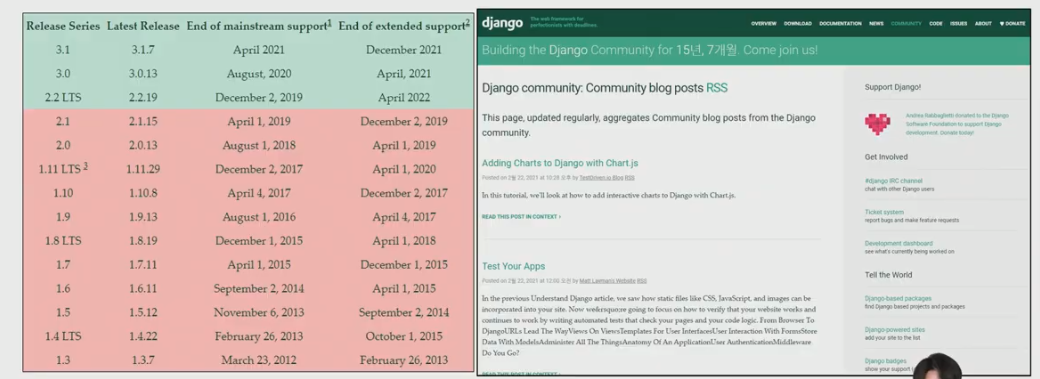 Release Series Latest Release End of mainstream support1 End of extended support2
3.1 3.1.7 April 2021 December 2021
3.0 3.0.13 August, 2020 April, 2021
2.2 LTS 2.2.19 December 2, 2019 April 2022
2.1 2.1.15 April 1, 2019 December 2, 2019
2.0 2.0.13 August 1, 2018 April 1, 2019
1.11 LTS 3 1.11.29 December 2, 2017 April 1, 2020
1.10 1.10.8 April 4, 2017 December 2, 2017
1.9 1.9.13 August 1, 2016 April 4, 2017
1.8 LTS 1.8.19 December 1, 2015 April 1, 2018
1.7 1.7.11 April 1, 2015 December 1, 2015
1.6 1.6.11 September 2, 2014 April 1, 2015
1.5 1.5.12 November 6, 2013 September 2, 2014
1.4 LTS 1.4.22 February 26, 2013 October 1, 2015
1.3 1.3.7 March 23, 2012 February 26, 2013
django The web framework for
perfectionists with deadlines.
OVERVIEW DOWNLOAD DOCUMENTATION NEWS COMMUNITY CODE ISSUES ABOUT ♥ DONATE
Building the Django Community for 15년, 7개월. Come join us!
Django community: Community blog posts RSS
This page, updated regularly, aggregates Community blog posts from the Django
community.
Adding Charts to Django with Chart.js
Posted on 2월 22, 2021 at 10:28 오후 by TestDriven.io Blog RSS
In this tutorial, we'll look at how to add interactive charts to Django with Chart.js.
READ THIS POST IN CONTEXT ›
Test Your Apps
Posted on 2월 22, 2021 at by Matt Layman's Website RSS
In the previous Understand Django article, we saw how static files like CSS, JavaScript, and images can be
incorporated into your site. Now we&rsquo;re going to focus on how to verify that your website works and
continues to work by writing automated tests that check your pages and your code logic. From Browser To
DjangoURLs Lead The WayViews On ViewsTemplates For User InterfacesUser Interaction With FormsStore
Data With ModelsAdminister All The ThingsAnatomy Of An ApplicationUser AuthenticationMiddleware
Do You Go?
READ THIS POST IN CONTEXT ›
Support Django!
donated to the Django
Software Foundation to support Django
development. Donate today!
Get Involved
#django IRC channel
chat with other Django users
Ticket system
report bugs and make feature requests
Development dashboard
see what's currently being worked on
Tell the World
Django-based packages
find Django based projects and packages
Django-powered sites
add your site to the list
Django badges
show your support